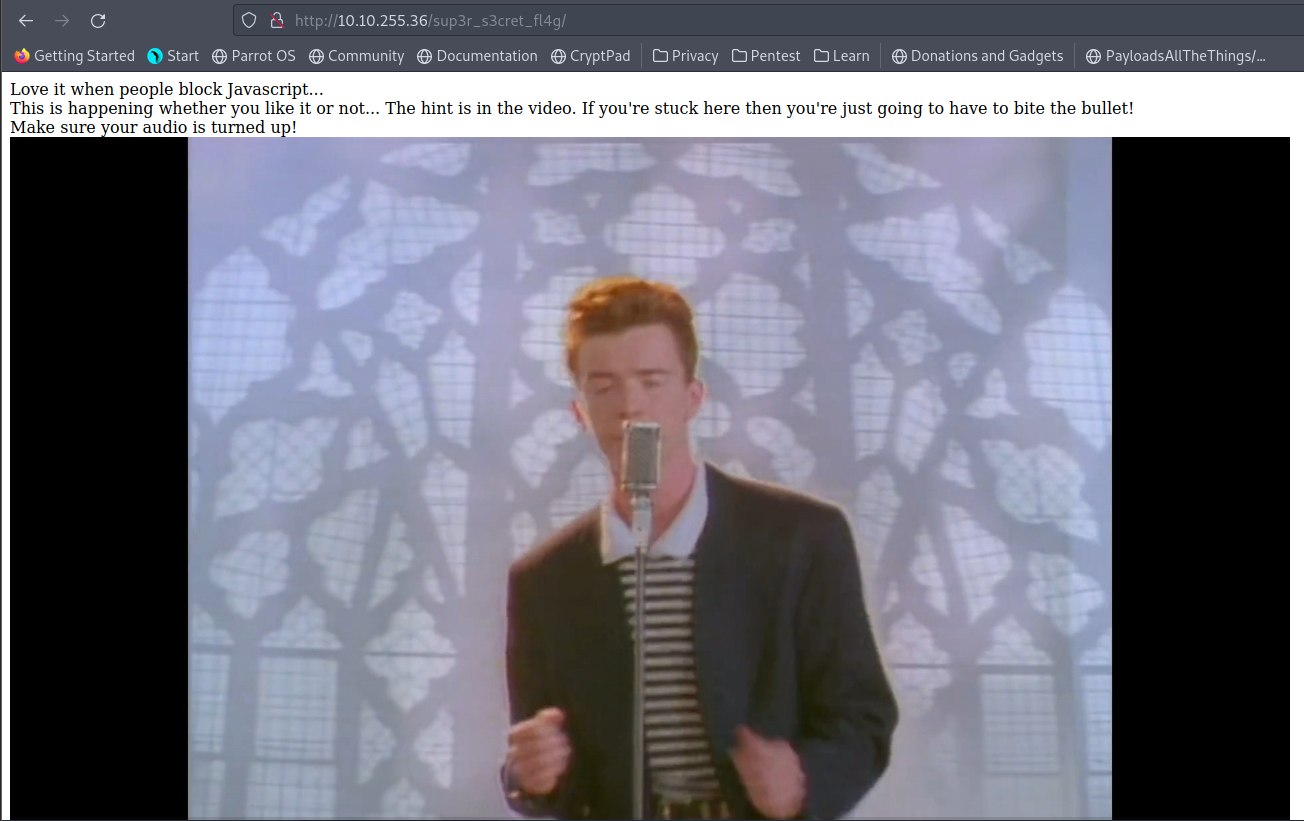 http://10.10.255.36/sup3r_s3cret_fl4g/
Getting Started Start Parrot OS Community Documentation CryptPad Privacy Pentest Learn Donations and Gadgets PayloadsAllTheThings/...
Love it when people block Javascript...
This is happening whether you like it or not... The hint is in the video. If you're stuck here then you're just going to have to bite the bullet!
Make sure your audio is turned up!